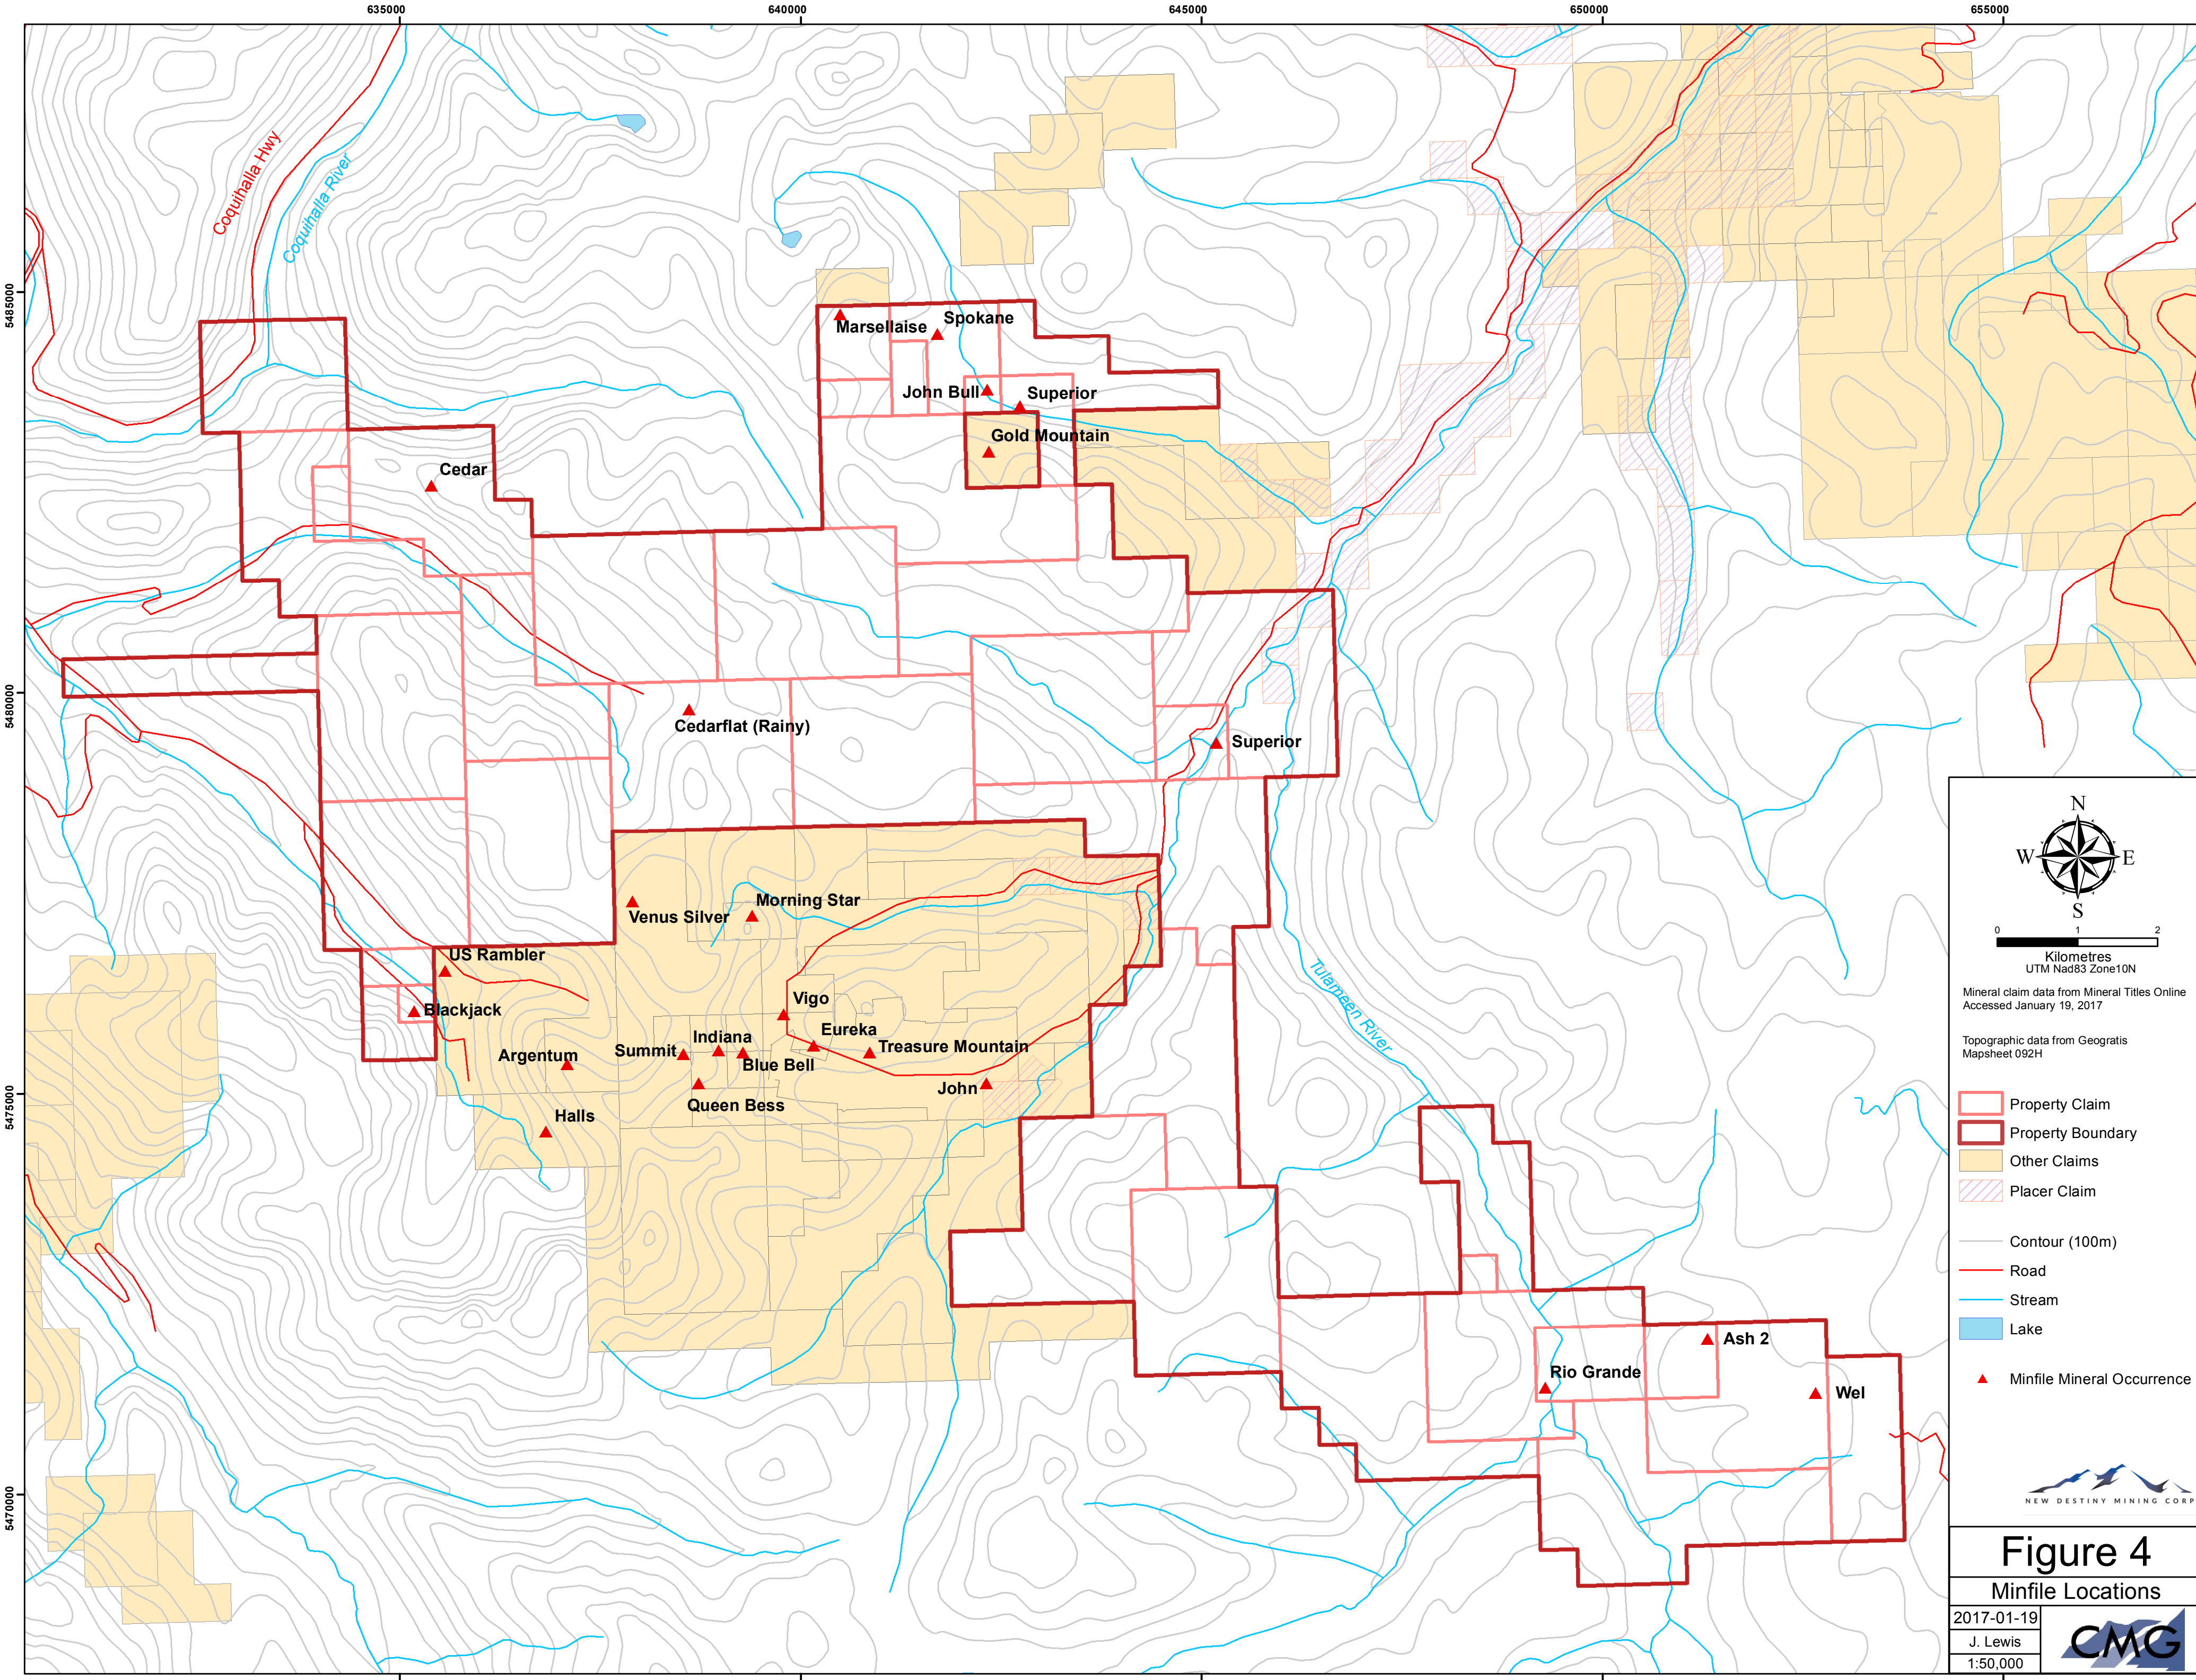 635000
640000
645000
650000
655000
5485000
5480000
5475000
5470000
Coquihalla Hwy
Coquihalla River
Marsellaise
Spokane
John Bull
Superior
Gold Mountain
Cedar
Cedarflat (Rainy)
Superior
Venus Silver
Morning Star
US Rambler
Blackjack
Vigo
Indiana
Eureka
Summit
Blue Bell
Treasure Mountain
Argentum
Queen Bess
John
Halls
Tulameen River
Ash 2
Rio Grande
Wel
N
W
E
S
0 1 2
Kilometres
UTM Nad83 Zone10N
Mineral claim data from Mineral Titles Online
Accessed January 19, 2017
Topographic data from Geogratis
Mapsheet 092H
Property Claim
Property Boundary
Other Claims
Placer Claim
Contour (100m)
Road
Stream
Lake
Minfile Mineral Occurrence
NEW DESTINY MINING CORP
Figure 4
Minfile Locations
2017-01-19
J. Lewis
1:50,000
CMG